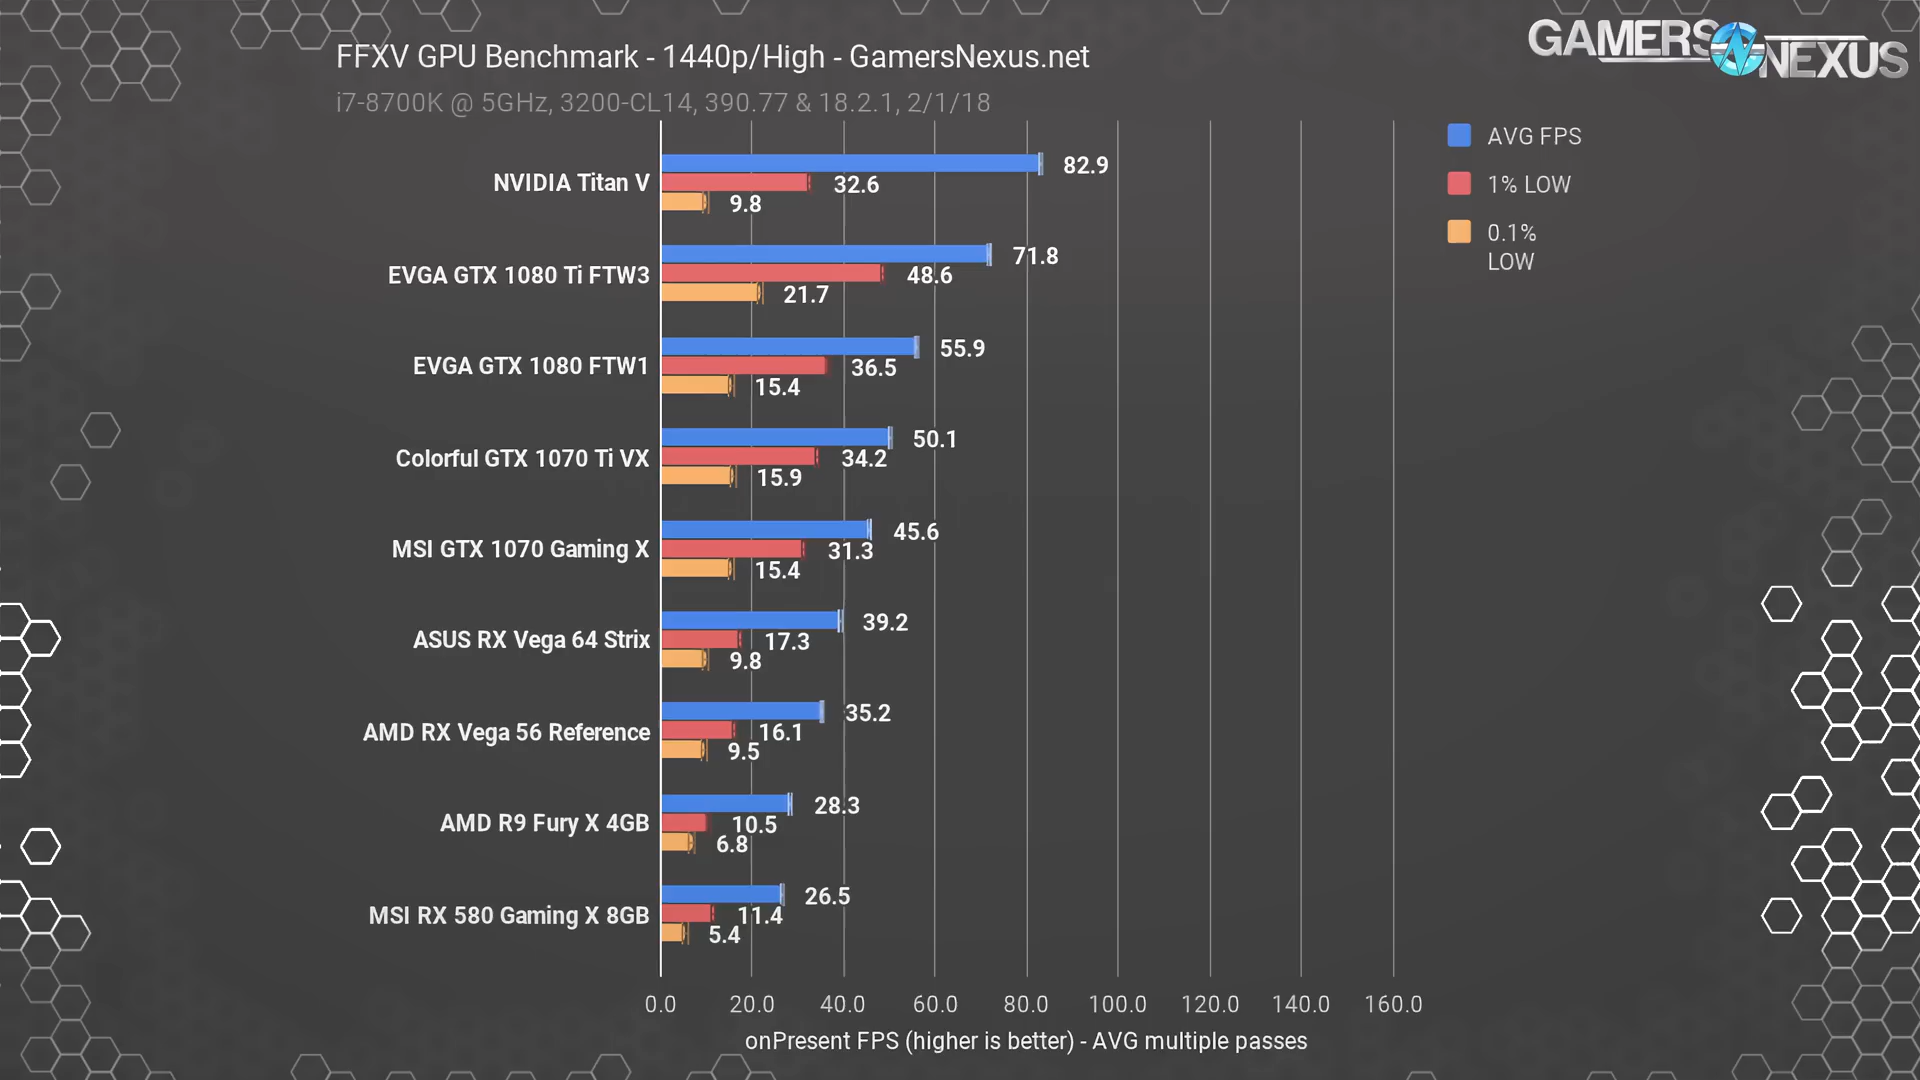 FFXV GPU Benchmark - 1440p/High - GamersNexus.net
GAMERS NEXUS
i7-8700K @ 5GHz, 3200-CL14, 390.77 & 18.2.1, 2/1/18
AVG FPS
1% LOW
0.1%
LOW
NVIDIA Titan V
82.9
32.6
9.8
EVGA GTX 1080 Ti FTW3
71.8
48.6
21.7
EVGA GTX 1080 FTW1
55.9
36.5
15.4
Colorful GTX 1070 Ti VX
50.1
34.2
15.9
MSI GTX 1070 Gaming X
45.6
31.3
15.4
ASUS RX Vega 64 Strix
39.2
17.3
9.8
AMD RX Vega 56 Reference
35.2
16.1
9.5
AMD R9 Fury X 4GB
28.3
10.5
6.8
MSI RX 580 Gaming X 8GB
26.5
11.4
5.4
0.0 20.0 40.0 60.0 80.0 100.0 120.0 140.0 160.0
onPresent FPS (higher is better) - AVG multiple passes